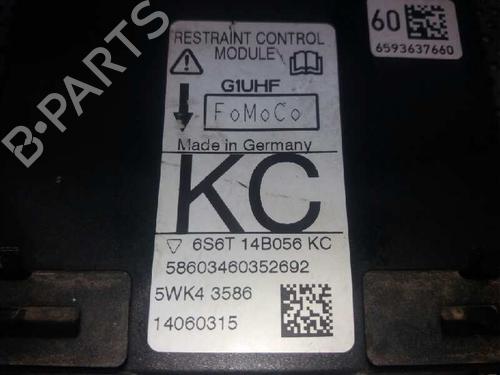 RESTRAINT CONTROL
MODULE
60
6593637660
G1UHF
FoMoCo
Made in Germany
KC
6S6T 14B056 KC
58603460352692
5WK4 3586
14060315
B-PARTS